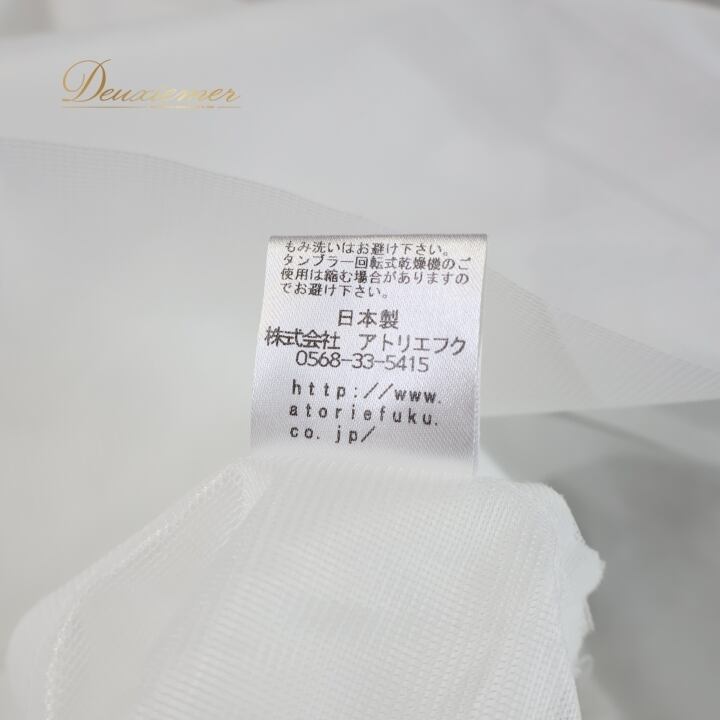 Deuxiemer
もみ洗いはお避け下さい。
タンブラー回転式乾燥機のご
使用は縮む場合がありますの
でお避け下さい。
日本製
株式会社 アトリエフク
0568-33-5415
http://www.
atoriefuku.
co.jp/